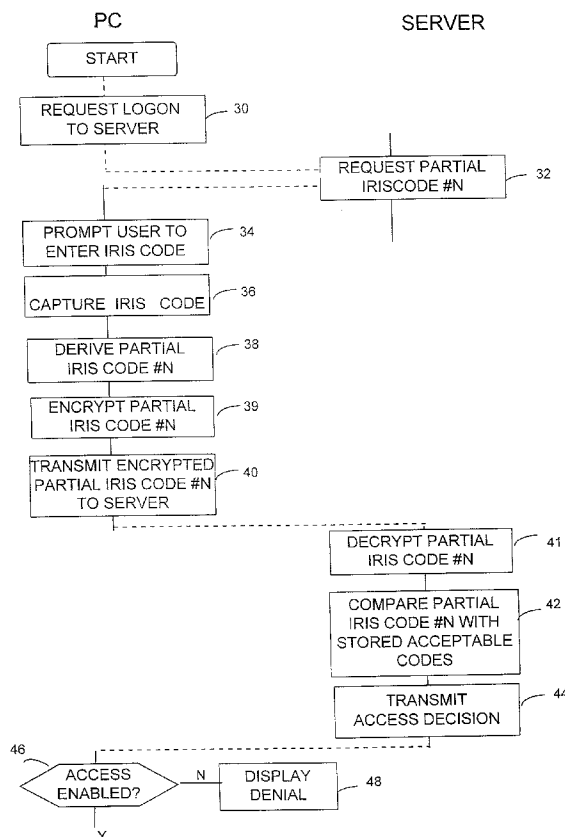 PC
SERVER
START
REQUEST LOGON
TO SERVER
30
REQUEST PARTIAL
IRISCODE #N
32
PROMPT USER TO
ENTER IRIS CODE
34
CAPTURE IRIS CODE
36
DERIVE PARTIAL
IRIS CODE #N
38
ENCRYPT PARTIAL
IRIS CODE #N
39
TRANSMIT ENCRYPTED
PARTIAL IRIS CODE #N
TO SERVER
40
DECRYPT PARTIAL
IRIS CODE #N
41
COMPARE PARTIAL
IRIS CODE #N WITH
STORED ACCEPTABLE
CODES
42
TRANSMIT
ACCESS DECISION
44
46
ACCESS
ENABLED?
N
DISPLAY
DENIAL
48
Y